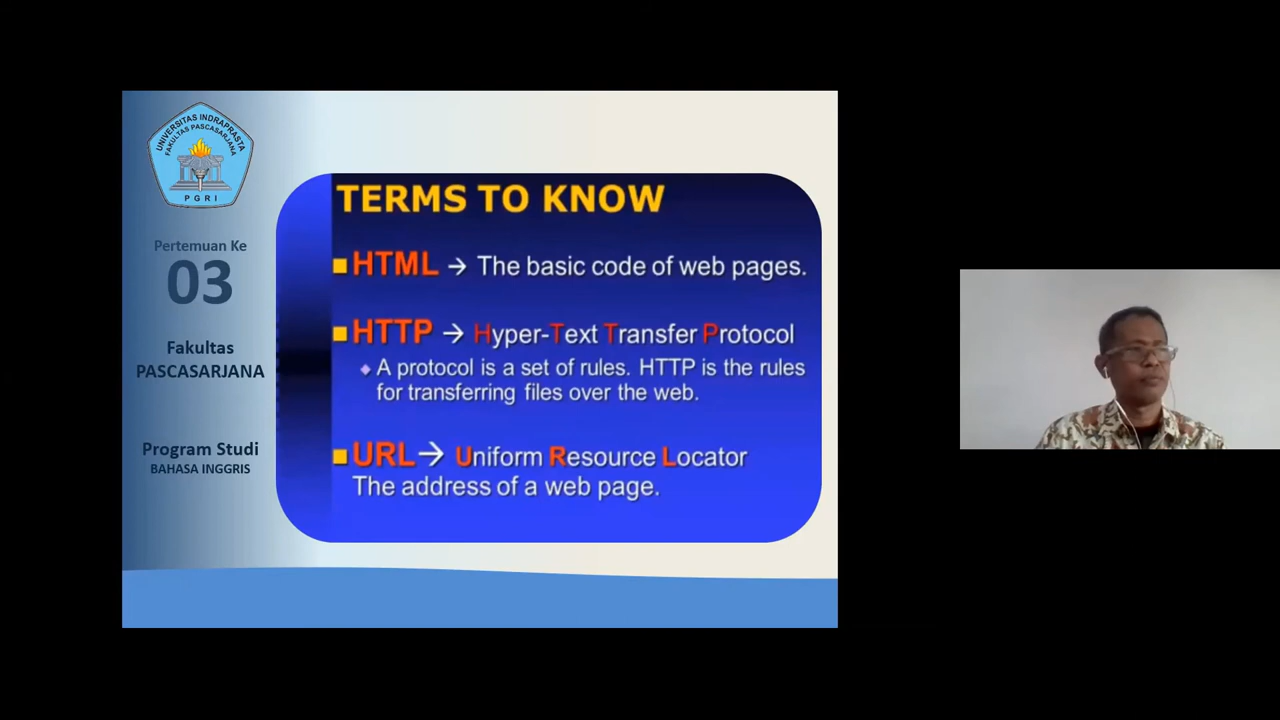 UNIVERSITAS INDRAPRASTA
FAKULTAS PASCASARJANA
PGRI
Pertemuan Ke
03
Fakultas
PASCASARJANA
Program Studi
BAHASA INGGRIS
TERMS TO KNOW
HTML → The basic code of web pages.
HTTP → Hyper-Text Transfer Protocol
A protocol is a set of rules. HTTP is the rules
for transferring files over the web.
URL→ Uniform Resource Locator
The address of a web page.